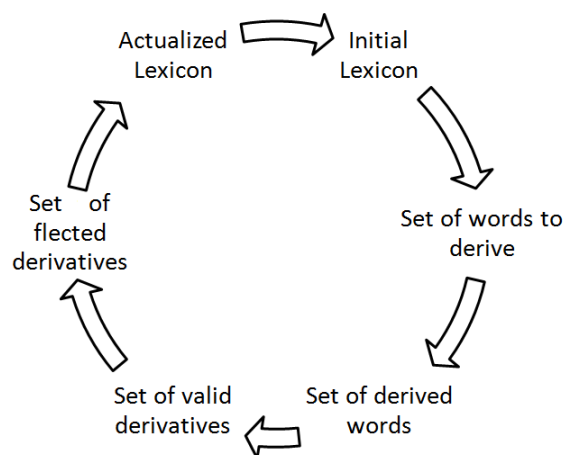 Actualized
Lexicon
Initial
Lexicon
Set of words to
derive
Set of derived
words
Set of valid
derivatives
Set of
flected
derivatives